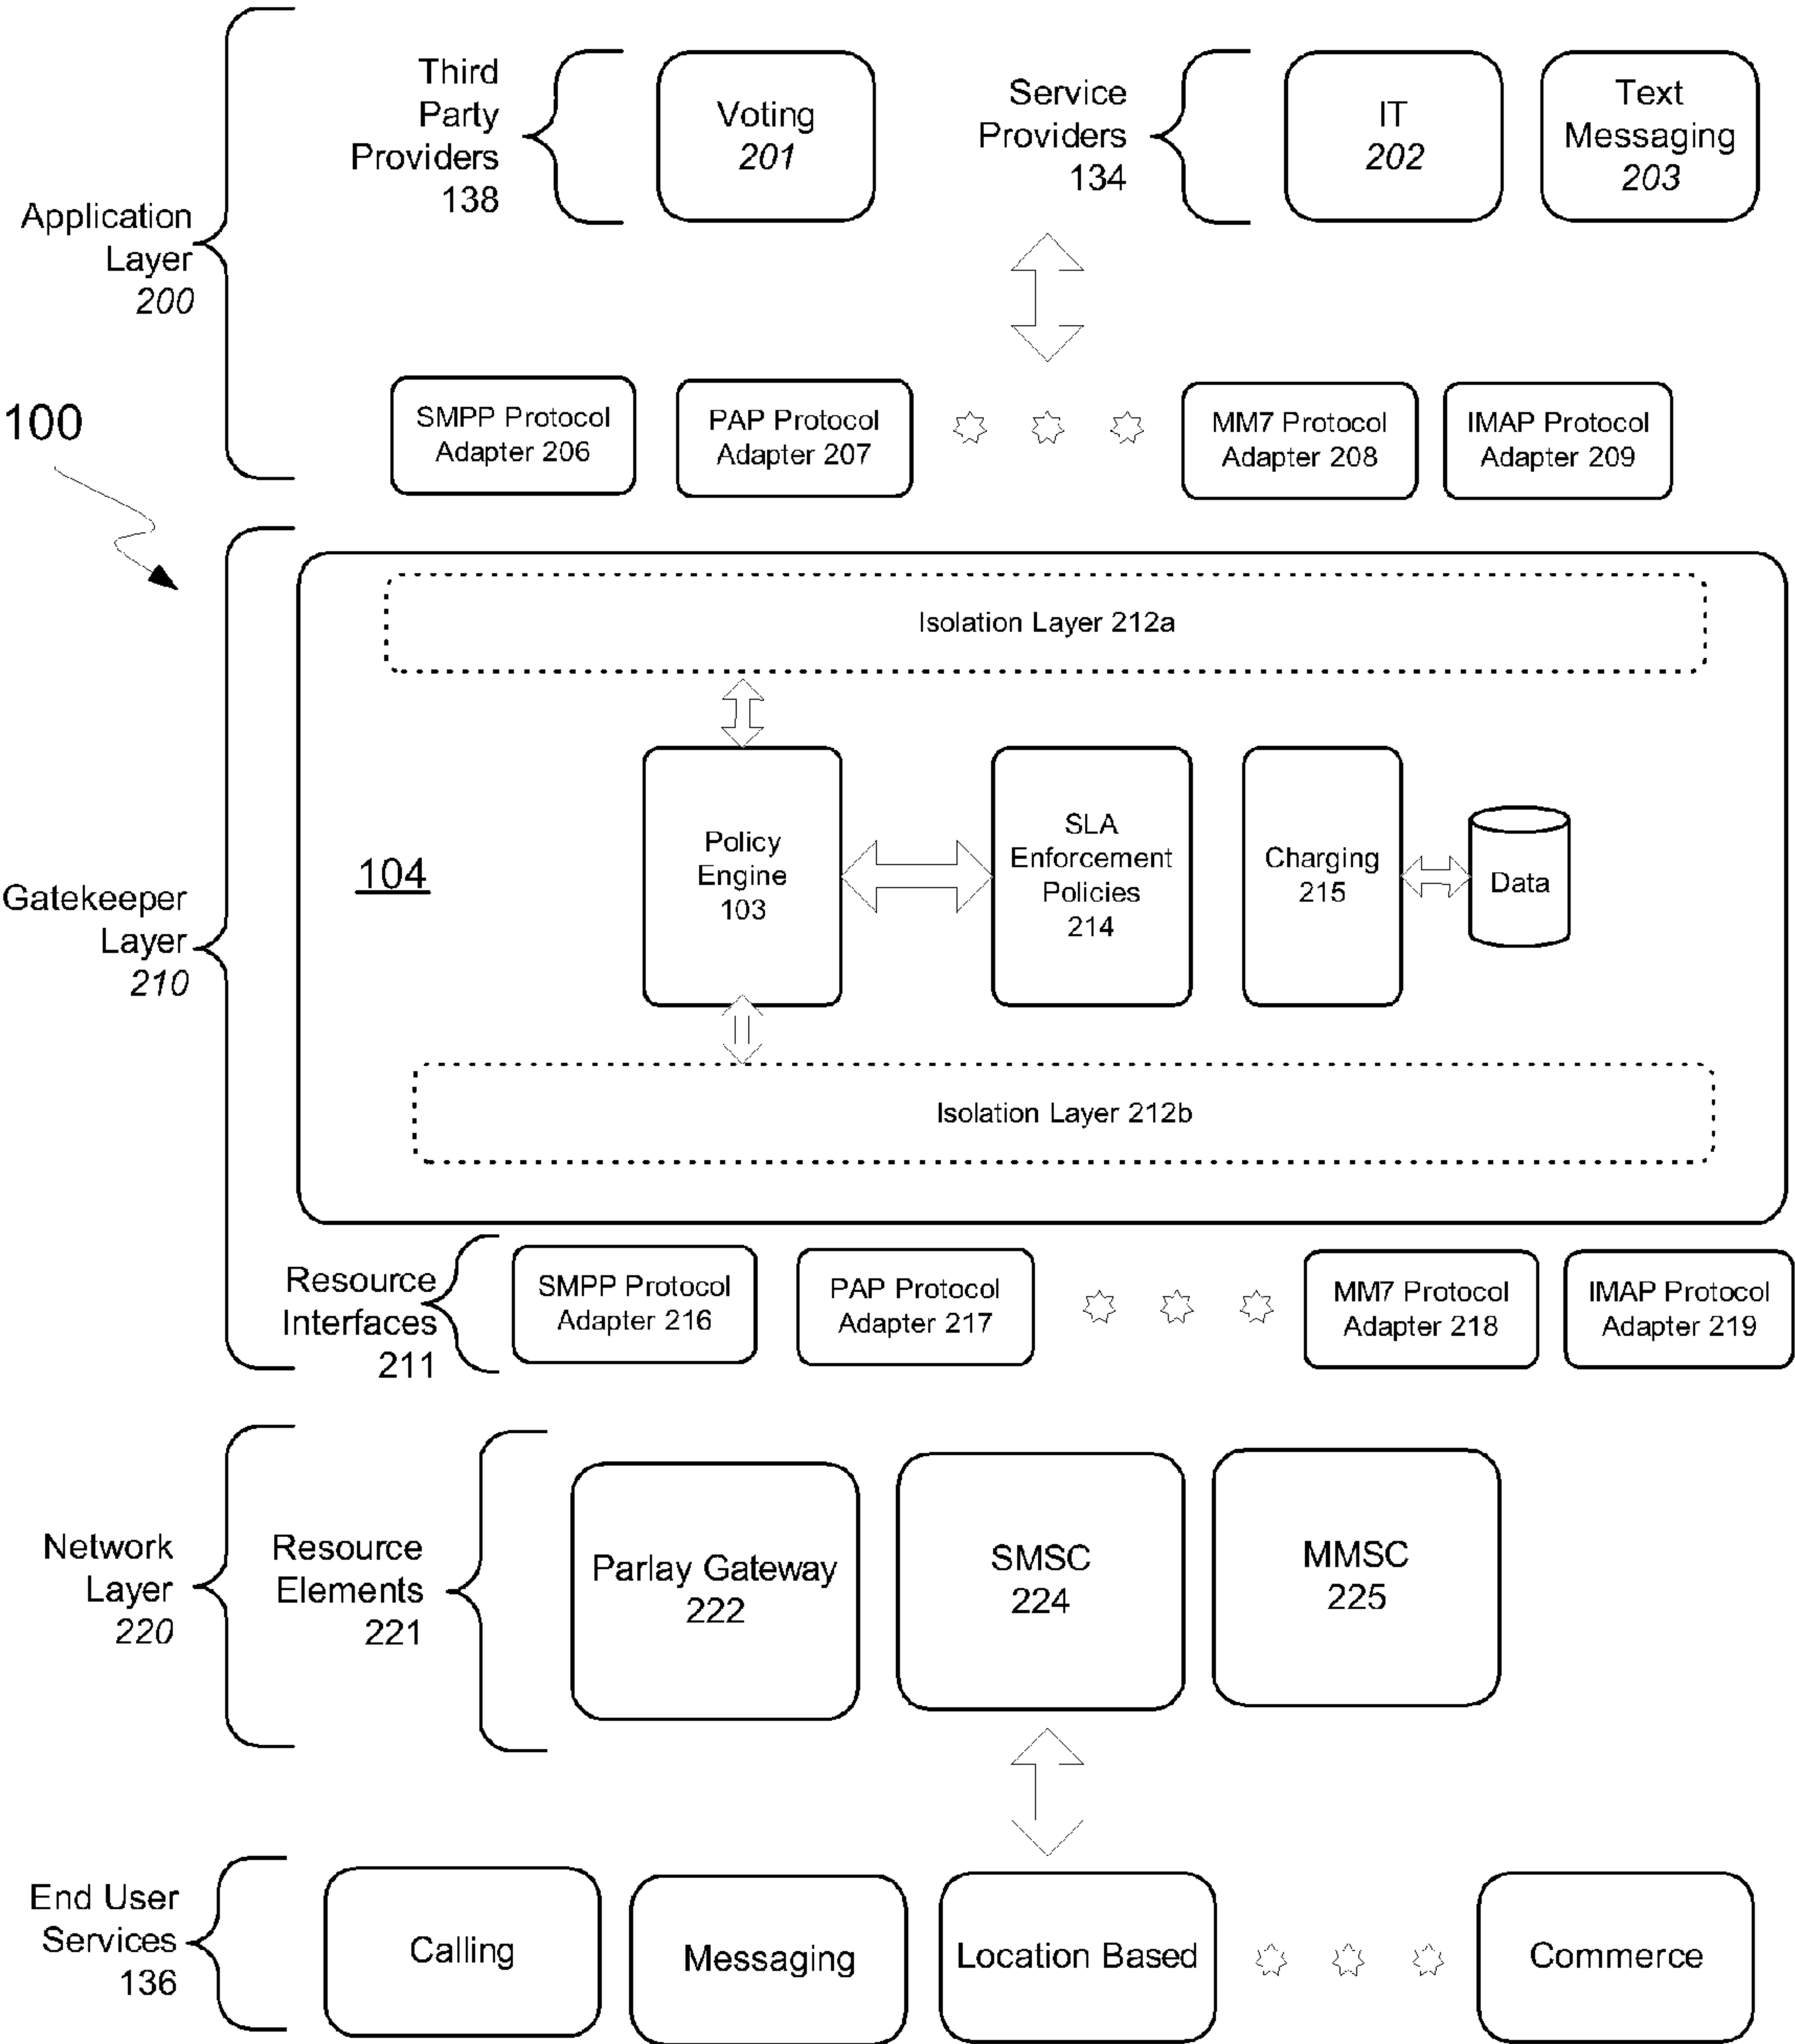 Third
Party
Providers
138
Voting
201
Service
Providers
134
IT
202
Text
Messaging
203
Application
Layer
200
100
SMPP Protocol
Adapter 206
PAP Protocol
Adapter 207
MM7 Protocol
Adapter 208
IMAP Protocol
Adapter 209
Isolation Layer 212a
Gatekeeper
Layer
210
104
Policy
Engine
103
SLA
Enforcement
Policies
214
Charging
215
Data
Isolation Layer 212b
Resource
Interfaces
211
SMPP Protocol
Adapter 216
PAP Protocol
Adapter 217
MM7 Protocol
Adapter 218
IMAP Protocol
Adapter 219
Network
Layer
220
Resource
Elements
221
Parlay Gateway
222
SMSC
224
MMSC
225
End User
Services
136
Calling
Messaging
Location Based
Commerce